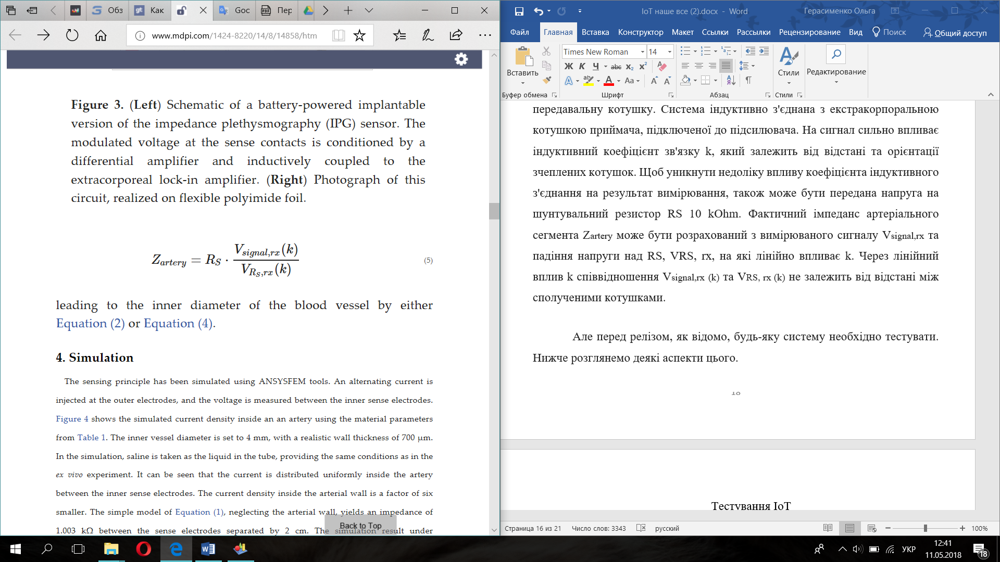 Обз
gt Как
Goc
PDF Пер
www.mdpi.com/1424-8220/14/8/14858/htm
Figure 3. (Left) Schematic of a battery-powered implantable
version of the impedance plethysmography (IPG) sensor. The
modulated voltage at the sense contacts is conditioned by a
differential amplifier and inductively coupled to the
extracorporeal lock-in amplifier. (Right) Photograph of this
circuit, realized on flexible polyimide foil.
Z_artery = R_S · V_signal,rx(k) / V_R_S,rx(k) (5)
leading to the inner diameter of the blood vessel by either
Equation (2) or Equation (4).
4. Simulation
The sensing principle has been simulated using ANSYSFEM tools. An alternating current is
injected at the outer electrodes, and the voltage is measured between the inner sense electrodes.
Figure 4 shows the simulated current density inside an an artery using the material parameters
from Table 1. The inner vessel diameter is set to 4 mm, with a realistic wall thickness of 700 μm.
In the simulation, saline is taken as the liquid in the tube, providing the same conditions as in the
ex vivo experiment. It can be seen that the current is distributed uniformly inside the artery
between the inner sense electrodes. The current density inside the arterial wall is a factor of six
smaller. The simple model of Equation (1), neglecting the arterial wall, yields an impedance of
1.003 kΩ between the sense electrodes separated by 2 cm. The simulation result under
Back to Top
IoT наше все (2).docx - Word
Герасименко Ольга
Файл Главная Вставка Конструктор Макет Ссылки Рассылки Рецензирование Вид Поиск Общий доступ
Вставить
Times New Roman 14
Ж К Ч abc x₂ x²
A ab A Aa A A
АЯ ¶
Стили
Редактирование
Буфер обмена Шрифт Абзац Стили
передавальну котушку. Система індуктивно з'єднана з екстракорпоральною
котушкою приймача, підключеної до підсилювача. На сигнал сильно впливає
індуктивний коефіцієнт зв'язку k, який залежить від відстані та орієнтації
зчеплених котушок. Щоб уникнути недоліку впливу коефіцієнта індуктивного
з'єднання на результат вимірювання, також може бути передана напруга на
шунтувальний резистор RS 10 kOhm. Фактичний імпеданс артеріального
сегмента Zartery може бути розрахований з вимірюваного сигналу Vsignal,rx та
падіння напруги над RS, VRS, rx, на які лінійно впливає k. Через лінійний
вплив k співвідношення Vsignal,rx (k) та VRS, rx (k) не залежить від відстані між
сполученими котушками.
Але перед релізом, як відомо, будь-яку систему необхідно тестувати.
Нижче розглянемо деякі аспекти цього.
18
Тестування IoT
Страница 16 из 21 Число слов: 3343 русский 100%
УКР
12:41
11.05.2018
18